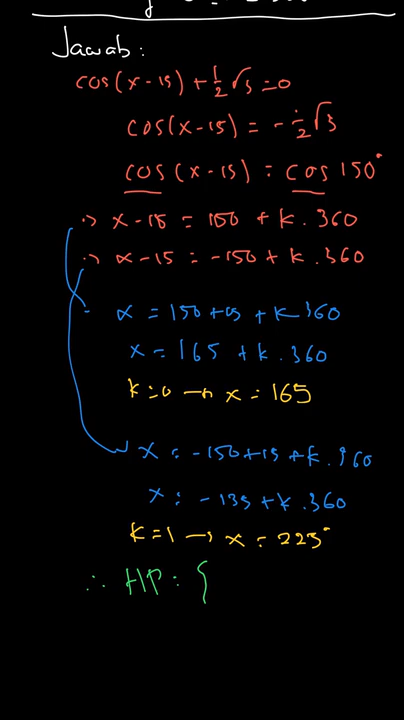 Jawab :
cos(x-15) + 1/2 √3 = 0
cos(x-15) = -1/2 √3
cos (x-15) = cos 150°
x-15 = 150 + k . 360
x-15 = -150 + k . 360
x = 150+15 + k 360
x = 165 + k . 360
k=0 → x = 165
x = -150+15 + k . 360
x = -135 + k . 360
k=1 → x = 225°
∴ HP : {